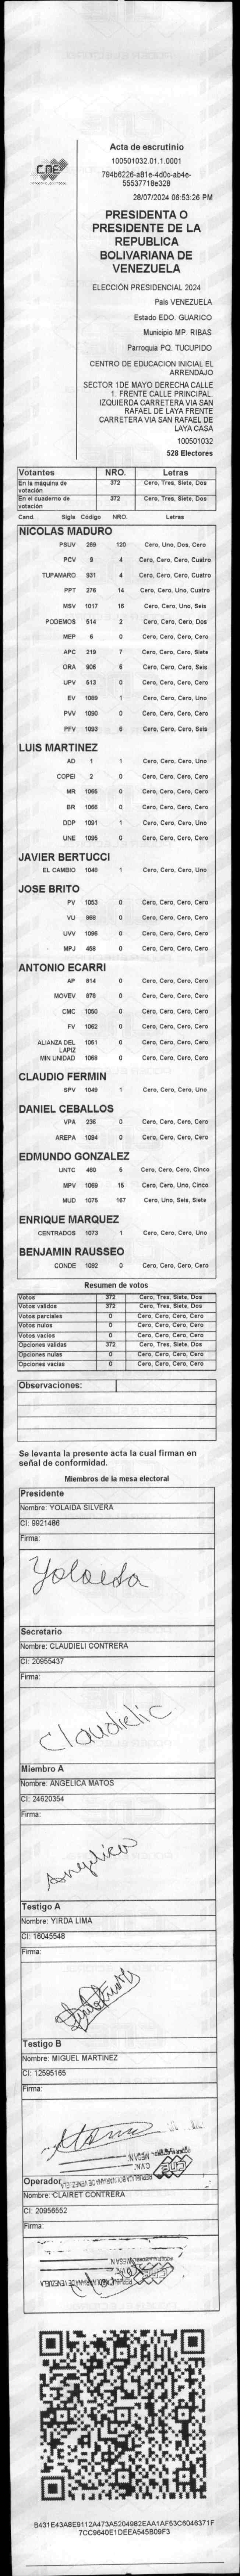 CNE
Acta de escrutinio
100501032.01.1.0001
794b6226-a81e-4d0c-ab4e-
55537718e328
28/07/2024 06:53:26 PM
PRESIDENTA O
PRESIDENTE DE LA
REPUBLICA
BOLIVARIANA DE
VENEZUELA
ELECCIÓN PRESIDENCIAL 2024
País VENEZUELA
Estado EDO. GUARICO
Municipio MP. RIBAS
Parroquia PQ. TUCUPIDO
CENTRO DE EDUCACION INICIAL EL
ARRENDAJO
SECTOR 1DE MAYO DERECHA CALLE
1. FRENTE CALLE PRINCIPAL.
IZQUIERDA CARRETERA VIA SAN
RAFAEL DE LAYA FRENTE
CARRETERA VIA SAN RAFAEL DE
LAYA CASA
100501032
528 Electores
Votantes NRO. Letras
En la máquina de votación 372 Cero, Tres, Siete, Dos
En el cuaderno de votación 372 Cero, Tres, Siete, Dos
Cand. Sigla Código NRO. Letras
NICOLAS MADURO
PSUV 269 120 Cero, Uno, Dos, Cero
PCV 9 4 Cero, Cero, Cero, Cuatro
TUPAMARO 931 4 Cero, Cero, Cero, Cuatro
PPT 276 14 Cero, Cero, Uno, Cuatro
MSV 1017 16 Cero, Cero, Uno, Seis
PODEMOS 514 2 Cero, Cero, Cero, Dos
MEP 6 0 Cero, Cero, Cero, Cero
APC 219 7 Cero, Cero, Cero, Siete
ORA 906 6 Cero, Cero, Cero, Seis
UPV 513 0 Cero, Cero, Cero, Cero
EV 1089 1 Cero, Cero, Cero, Uno
PVV 1090 0 Cero, Cero, Cero, Cero
PFV 1093 6 Cero, Cero, Cero, Seis
LUIS MARTINEZ
AD 1 1 Cero, Cero, Cero, Uno
COPEI 2 0 Cero, Cero, Cero, Cero
MR 1065 0 Cero, Cero, Cero, Cero
BR 1066 0 Cero, Cero, Cero, Cero
DDP 1091 1 Cero, Cero, Cero, Uno
UNE 1095 0 Cero, Cero, Cero, Cero
JAVIER BERTUCCI
EL CAMBIO 1048 1 Cero, Cero, Cero, Uno
JOSE BRITO
PV 1053 0 Cero, Cero, Cero, Cero
VU 968 0 Cero, Cero, Cero, Cero
UVV 1096 0 Cero, Cero, Cero, Cero
MPJ 458 0 Cero, Cero, Cero, Cero
ANTONIO ECARRI
AP 814 0 Cero, Cero, Cero, Cero
MOVEV 878 0 Cero, Cero, Cero, Cero
CMC 1050 0 Cero, Cero, Cero, Cero
FV 1062 0 Cero, Cero, Cero, Cero
ALIANZA DEL LAPIZ 1051 0 Cero, Cero, Cero, Cero
MIN UNIDAD 1068 0 Cero, Cero, Cero, Cero
CLAUDIO FERMIN
SPV 1049 1 Cero, Cero, Cero, Uno
DANIEL CEBALLOS
VPA 236 0 Cero, Cero, Cero, Cero
AREPA 1094 0 Cero, Cero, Cero, Cero
EDMUNDO GONZALEZ
UNTC 460 5 Cero, Cero, Cero, Cinco
MPV 1069 15 Cero, Cero, Uno, Cinco
MUD 1075 167 Cero, Uno, Seis, Siete
ENRIQUE MARQUEZ
CENTRADOS 1073 1 Cero, Cero, Cero, Uno
BENJAMIN RAUSSEO
CONDE 1092 0 Cero, Cero, Cero, Cero
Resumen de votos
Votos 372 Cero, Tres, Siete, Dos
Votos validos 372 Cero, Tres, Siete, Dos
Votos parciales 0 Cero, Cero, Cero, Cero
Votos nulos 0 Cero, Cero, Cero, Cero
Votos vacios 0 Cero, Cero, Cero, Cero
Opciones validas 372 Cero, Tres, Siete, Dos
Opciones nulas 0 Cero, Cero, Cero, Cero
Opciones vacias 0 Cero, Cero, Cero, Cero
Observaciones:
Se levanta la presente acta la cual firman en
señal de conformidad.
Miembros de la mesa electoral
Presidente
Nombre: YOLAIDA SILVERA
CI: 9921486
Firma:
Yolaida
Secretario
Nombre: CLAUDIELI CONTRERA
CI: 20955437
Firma:
Claudielic
Miembro A
Nombre: ANGELICA MATOS
CI: 24620354
Firma:
Angelica
Testigo A
Nombre: YIRDA LIMA
CI: 16045546
Firma:
Testigo B
Nombre: MIGUEL MARTINEZ
CI: 12595165
Firma:
CNE
REPUBLICA BOLIVARIANA DE VENEZUELA
Operador
Nombre: CLAIRET CONTRERA
CI: 20956552
Firma:
REPUBLICA BOLIVARIANA DE VENEZUELA
B431E43A8E9112A473A5204982EAA1AF53C6046371F
7CC9640E1DEEA545B09F3